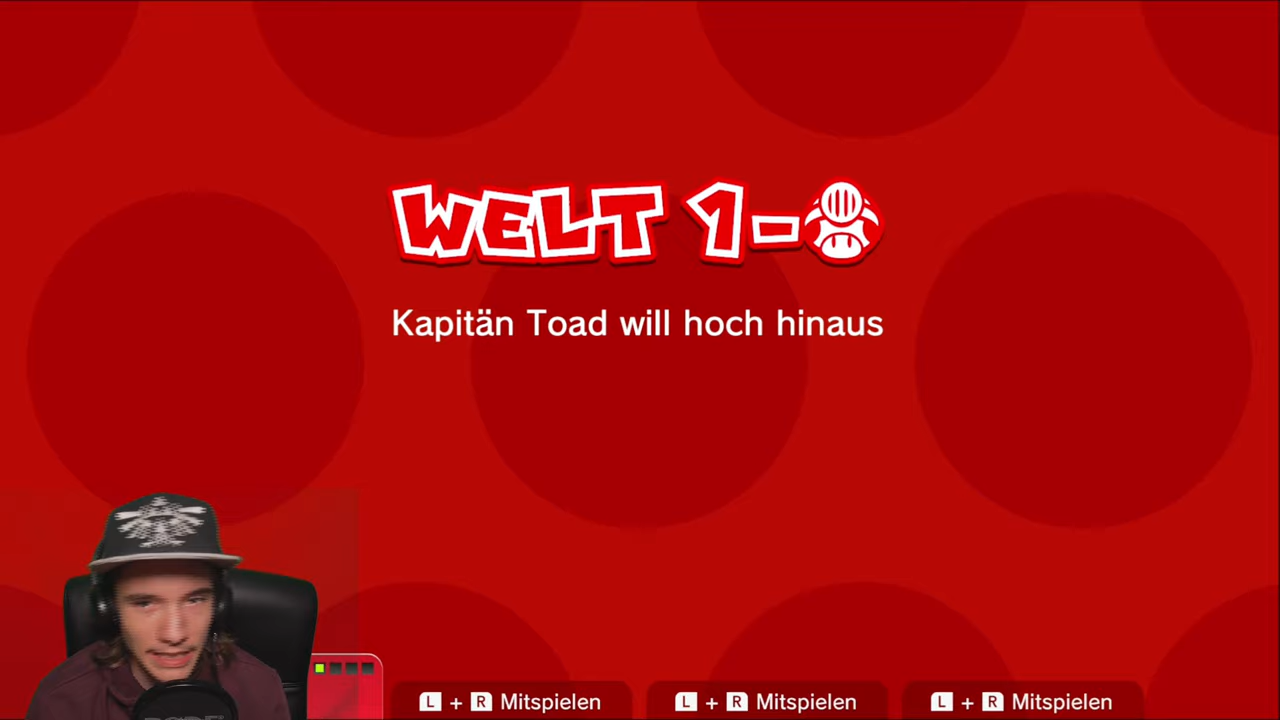 WELT 1-
Kapitän Toad will hoch hinaus
L + R Mitspielen L + R Mitspielen L + R Mitspielen